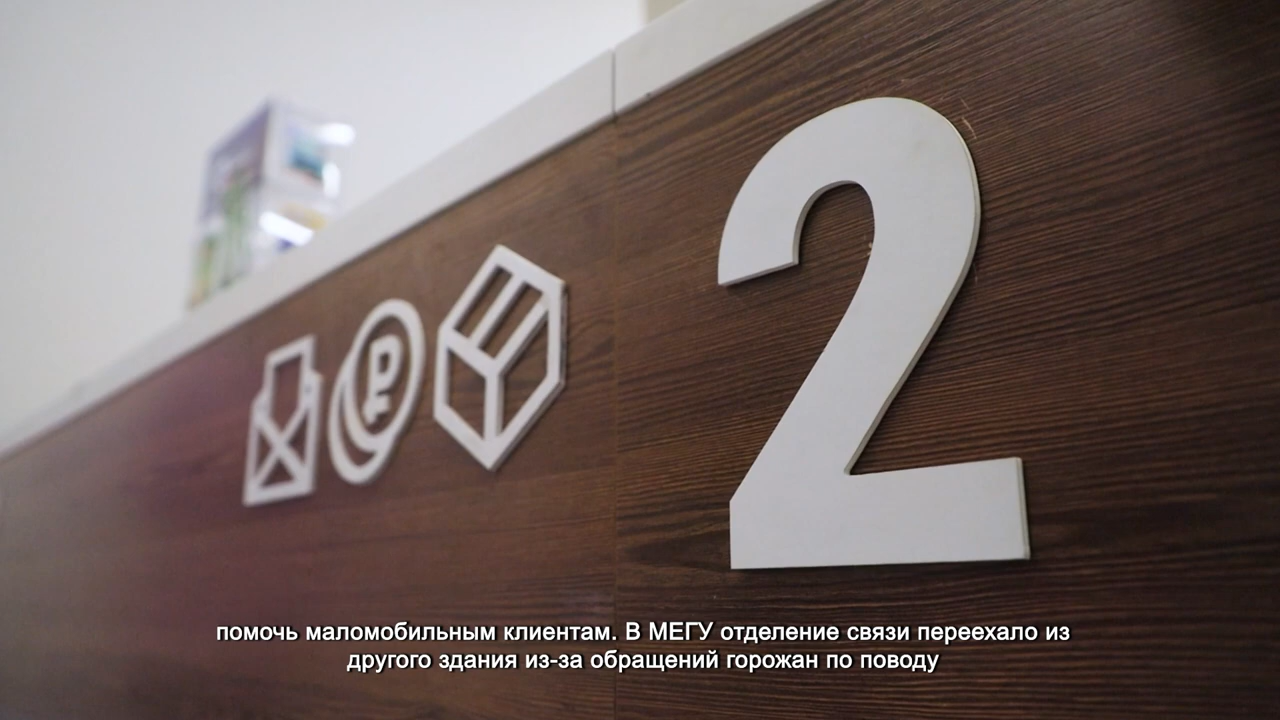 2
₽
помочь маломобильным клиентам. В МЕГУ отделение связи переехало из
другого здания из-за обращений горожан по поводу